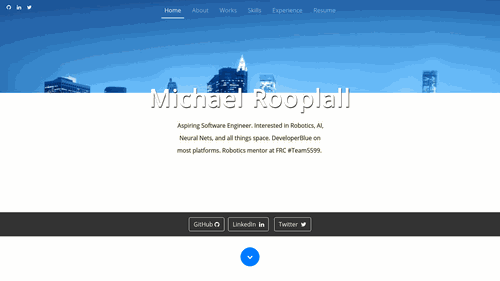 Home About Works Skills Experience Resume
Michael Rooplall
Aspiring Software Engineer. Interested in Robotics, AI,
Neural Nets, and all things space. DeveloperBlue on
most platforms. Robotics mentor at FRC #Team5599.
GitHub LinkedIn Twitter